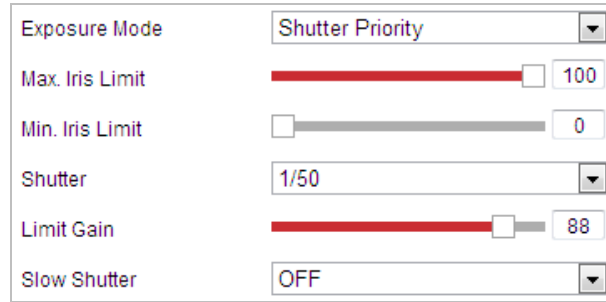 Exposure Mode Shutter Priority
Max. Iris Limit 100
Min. Iris Limit 0
Shutter 1/50
Limit Gain 88
Slow Shutter OFF